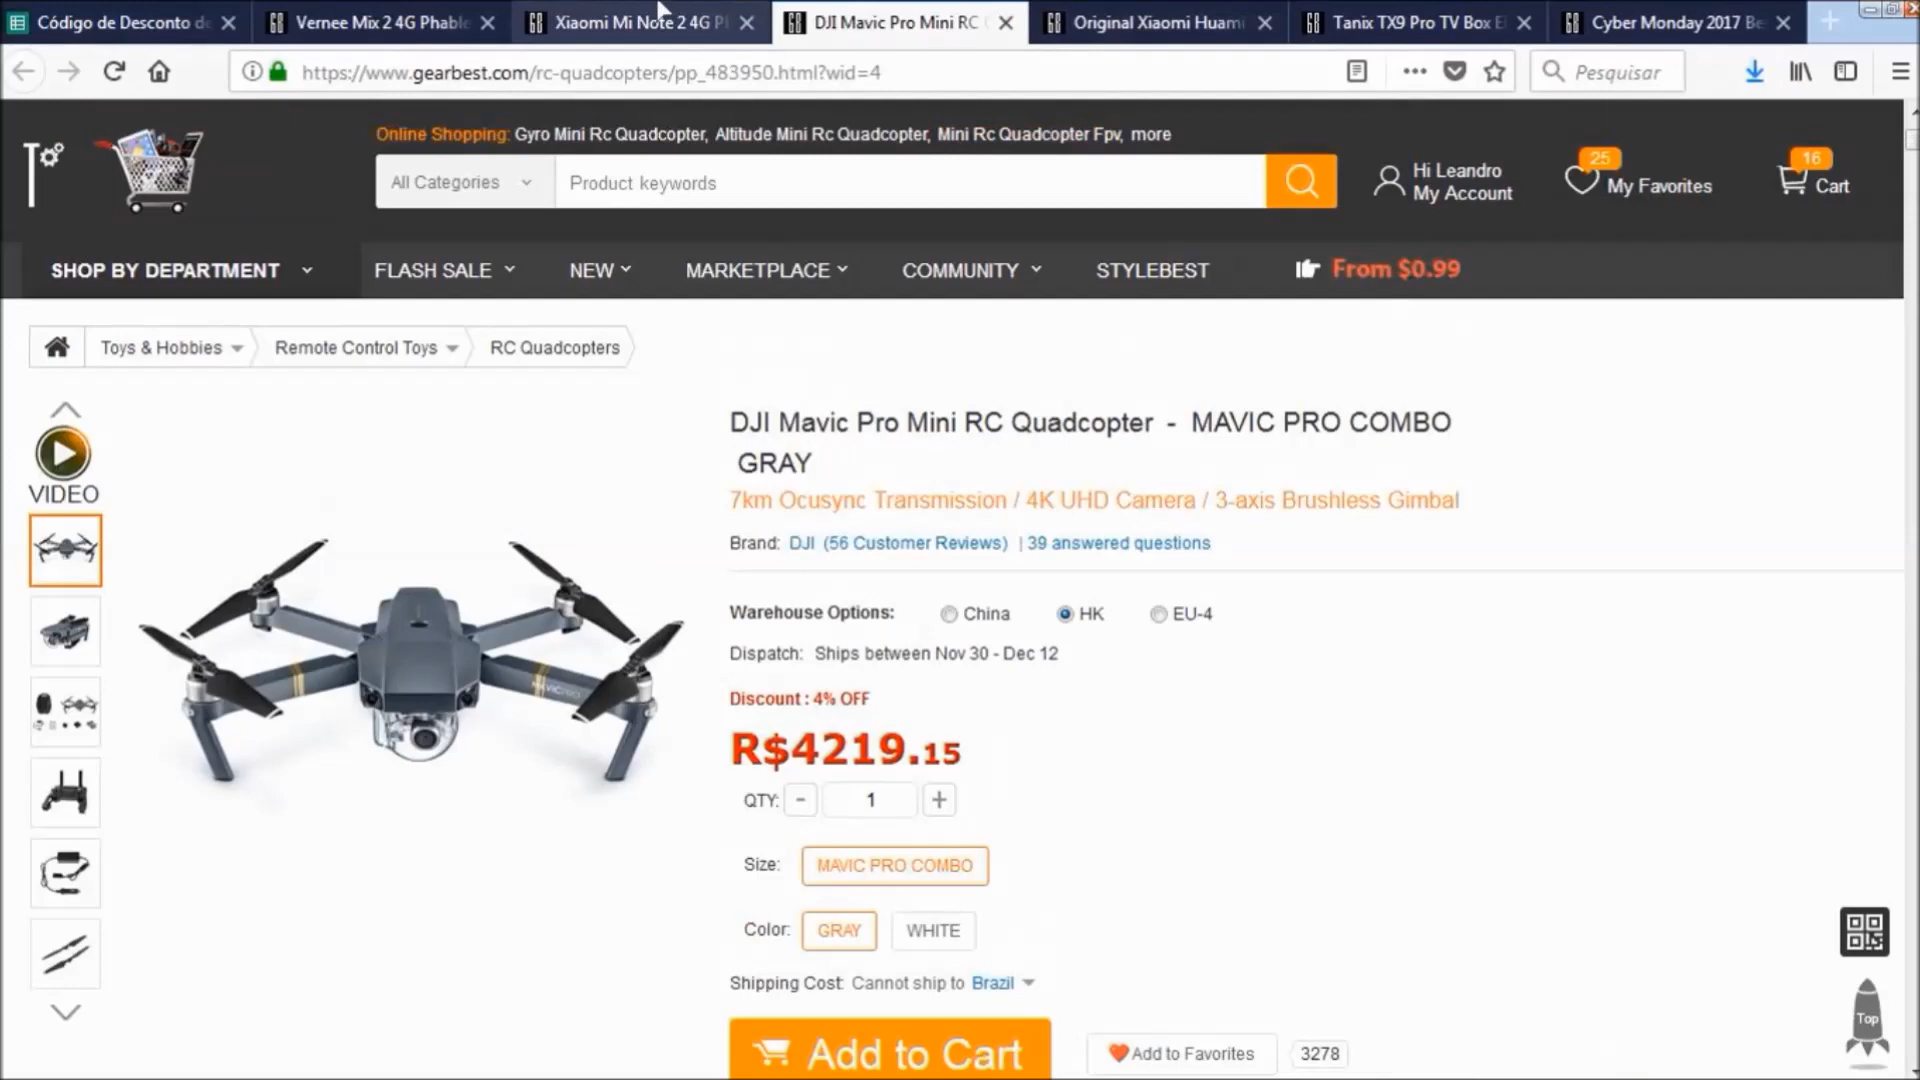 Código de Desconto de
Vernee Mix 2 4G Phable
Xiaomi Mi Note 2 4G Pl
DJI Mavic Pro Mini RC
Original Xiaomi Huami
Tanix TX9 Pro TV Box
Cyber Monday 2017 Be
https://www.gearbest.com/rc-quadcopters/pp_483950.html?wid=4
Pesquisar
Online Shopping: Gyro Mini Rc Quadcopter, Altitude Mini Rc Quadcopter, Mini Rc Quadcopter Fpv, more
All Categories
Product keywords
Hi Leandro
My Account
25
My Favorites
16
Cart
SHOP BY DEPARTMENT
FLASH SALE
NEW
MARKETPLACE
COMMUNITY
STYLEBEST
From $0.99
Toys & Hobbies
Remote Control Toys
RC Quadcopters
VIDEO
DJI Mavic Pro Mini RC Quadcopter - MAVIC PRO COMBO
GRAY
7km Ocusync Transmission / 4K UHD Camera / 3-axis Brushless Gimbal
Brand: DJI (56 Customer Reviews) | 39 answered questions
Warehouse Options: China HK EU-4
Dispatch: Ships between Nov 30 - Dec 12
Discount : 4% OFF
R$4219.15
QTY: - 1 +
Size: MAVIC PRO COMBO
Color: GRAY WHITE
Shipping Cost: Cannot ship to Brazil
Add to Cart
Add to Favorites
3278
Top
MAVIC PRO